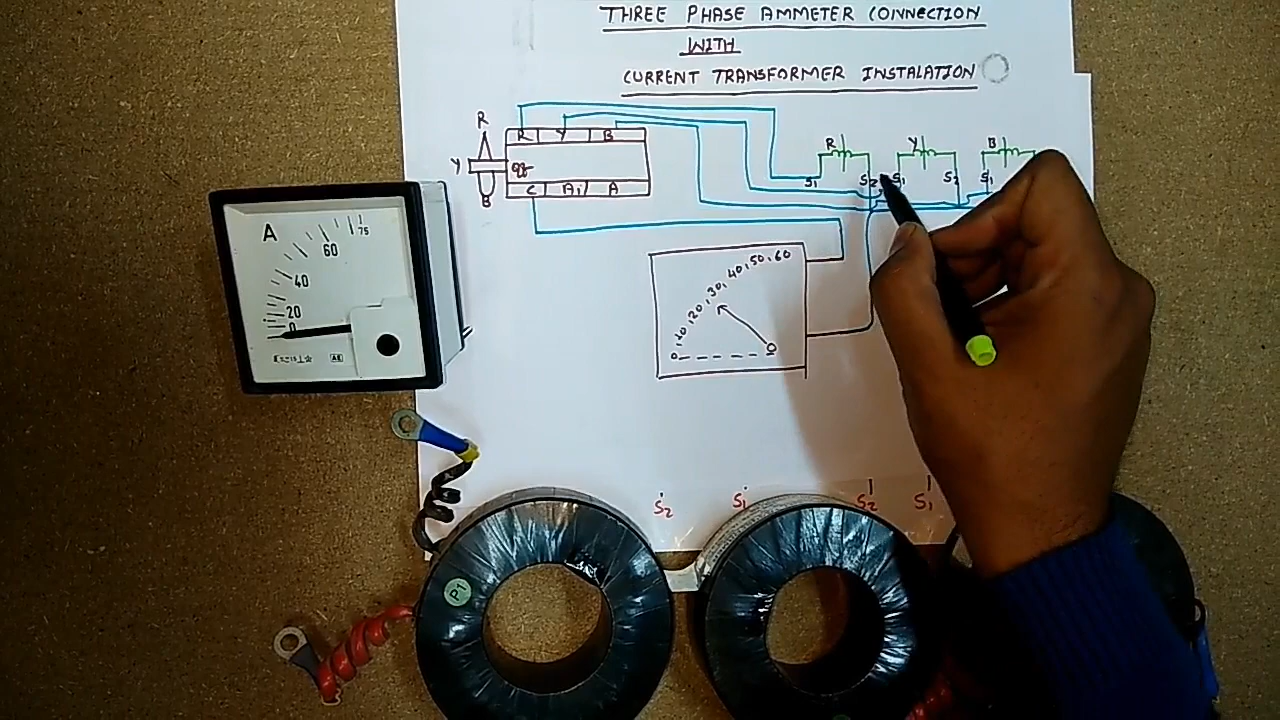 THREE PHASE AMMETER CONNECTION
WITH
CURRENT TRANSFORMER INSTALATION
R
Y
B
R Y B
C A1 A
R Y B
S1 S2 S1 S2 S1
0, 10, 20, 30, 40, 50, 60
A
0 20 40 60 75
S2 S1 S2 S1
P1